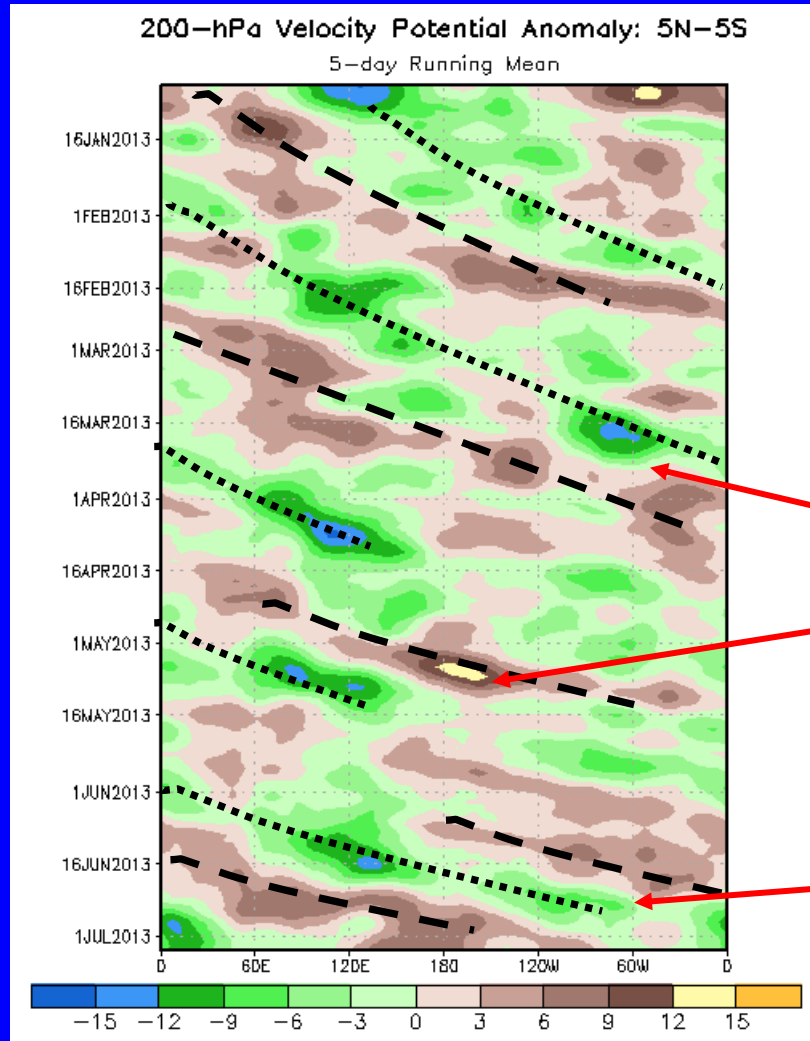 200-hPa Velocity Potential Anomaly: 5N-5S
5-day Running Mean
16JAN2013
1FEB2013
16FEB2013
1MAR2013
16MAR2013
1APR2013
16APR2013
1MAY2013
16MAY2013
1JUN2013
16JUN2013
1JUL2013
0 60E 120E 180 120W 60W 0
-15 -12 -9 -6 -3 0 3 6 9 12 15